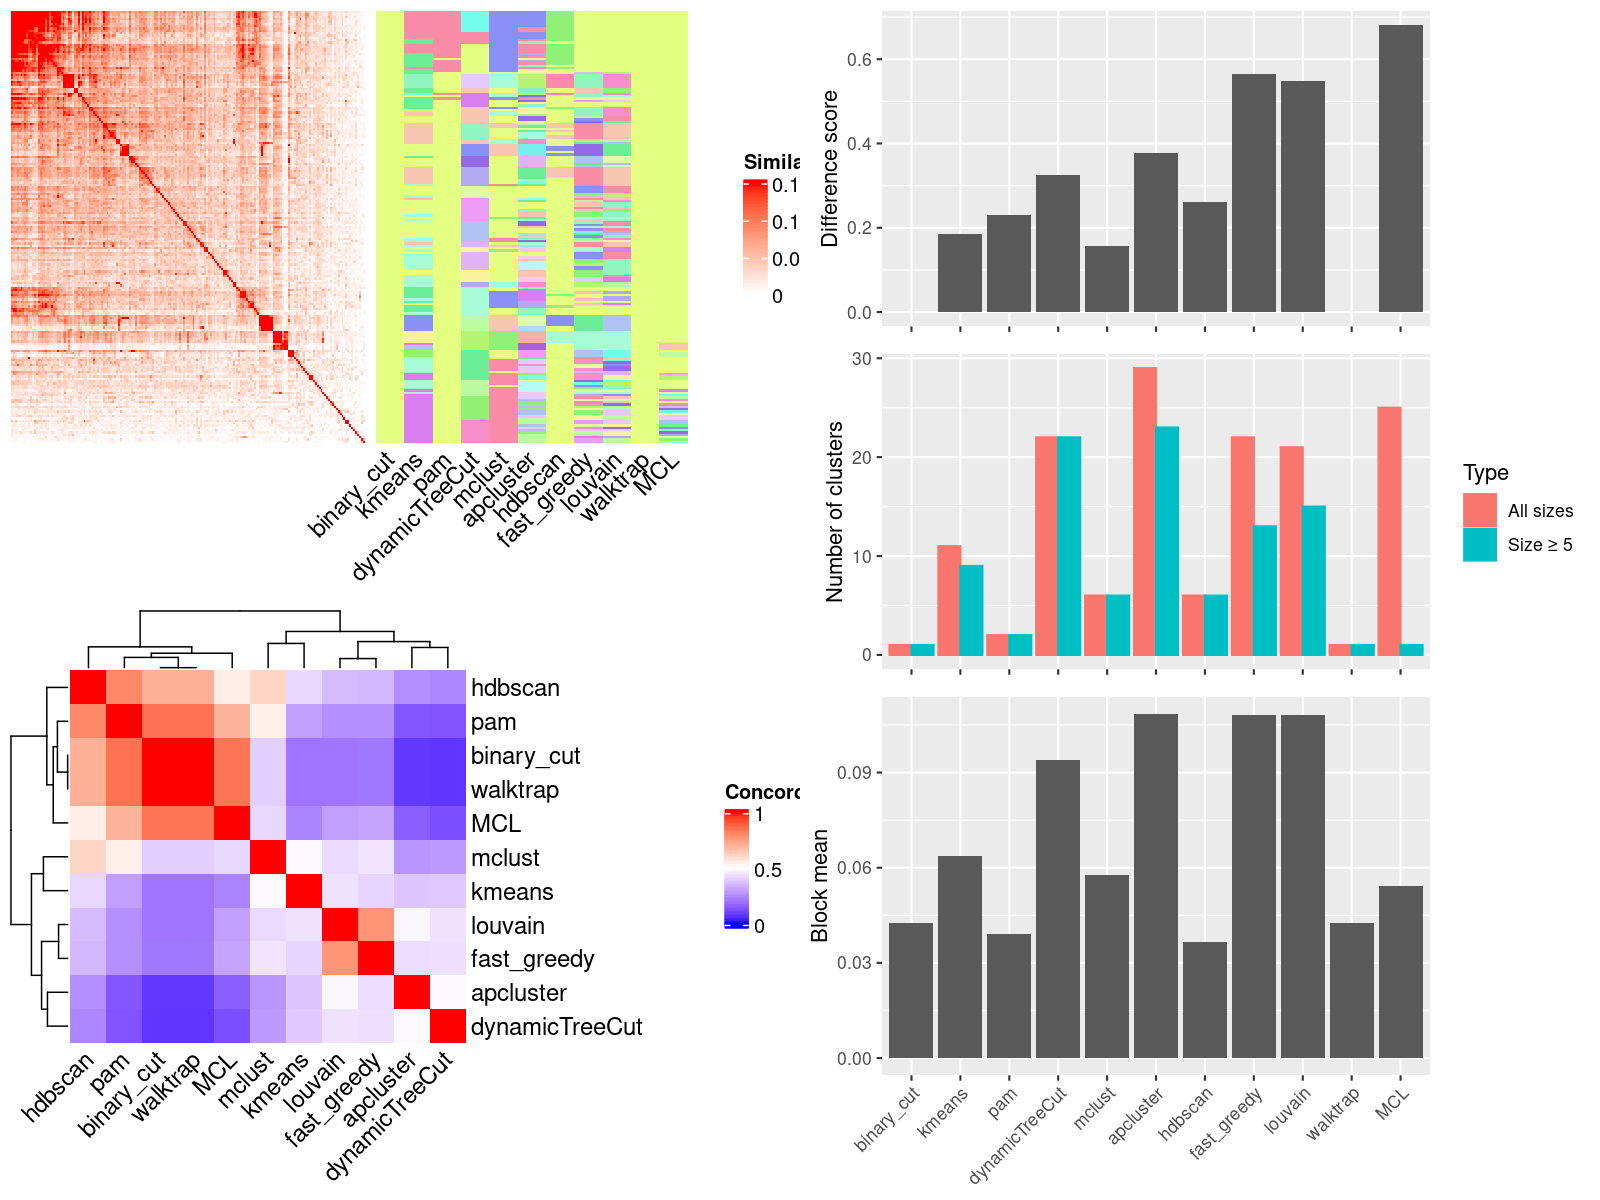 Simila
0.1
0.1
0.0
0
binary_cut
kmeans
pam
dynamicTreeCut
mclust
apcluster
hdbscan
fast_greedy
louvain
walktrap
MCL
hdbscan
pam
binary_cut
walktrap
MCL
mclust
kmeans
louvain
fast_greedy
apcluster
dynamicTreeCut
hdbscan
pam
binary_cut
walktrap
MCL
mclust
kmeans
louvain
fast_greedy
apcluster
dynamicTreeCut
Concord
1
0.5
0
Difference score
0.6
0.4
0.2
0.0
Number of clusters
30
20
10
0
Type
All sizes
Size ≥ 5
Block mean
0.09
0.06
0.03
0.00
binary_cut
kmeans
pam
dynamicTreeCut
mclust
apcluster
hdbscan
fast_greedy
louvain
walktrap
MCL